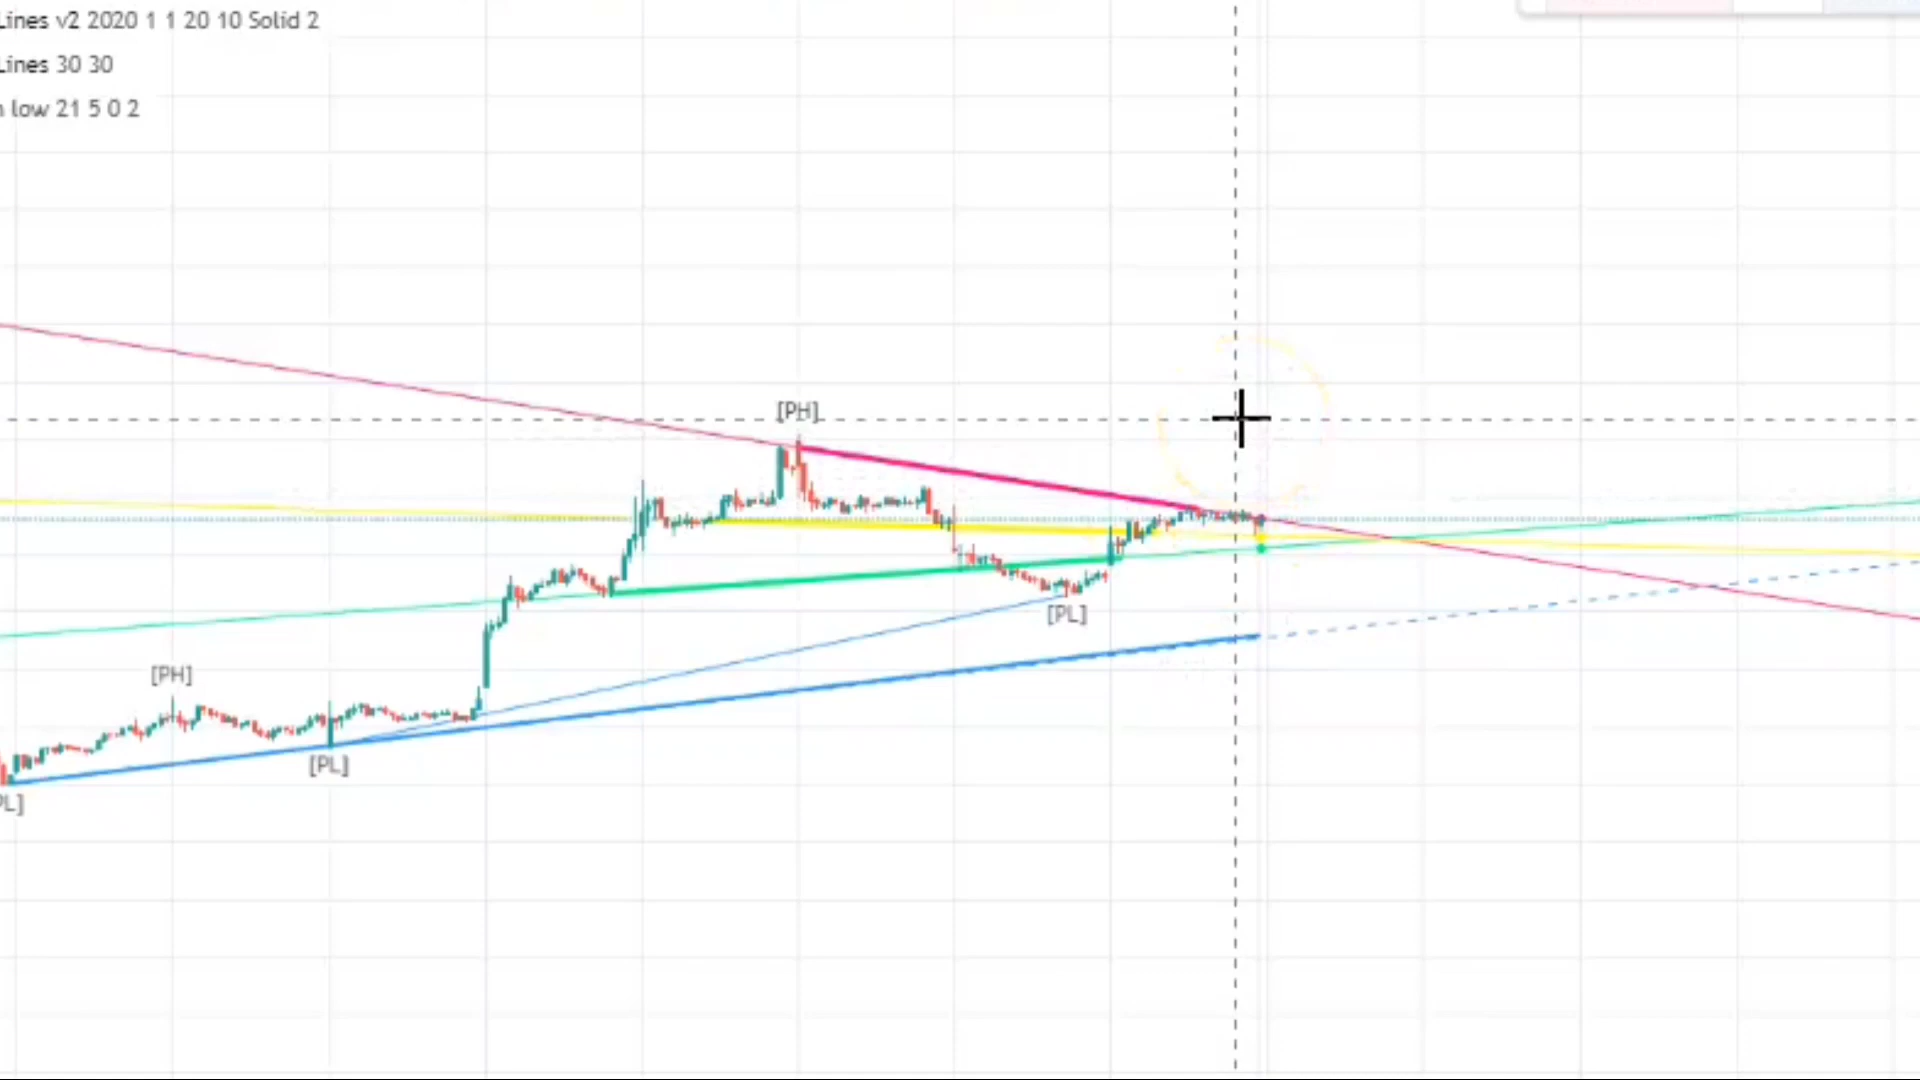 Lines v2 2020 1 1 20 10 Solid 2
Lines 30 30
low 21 5 0 2
[PH]
[PL]
[PH]
[PL]
PL]